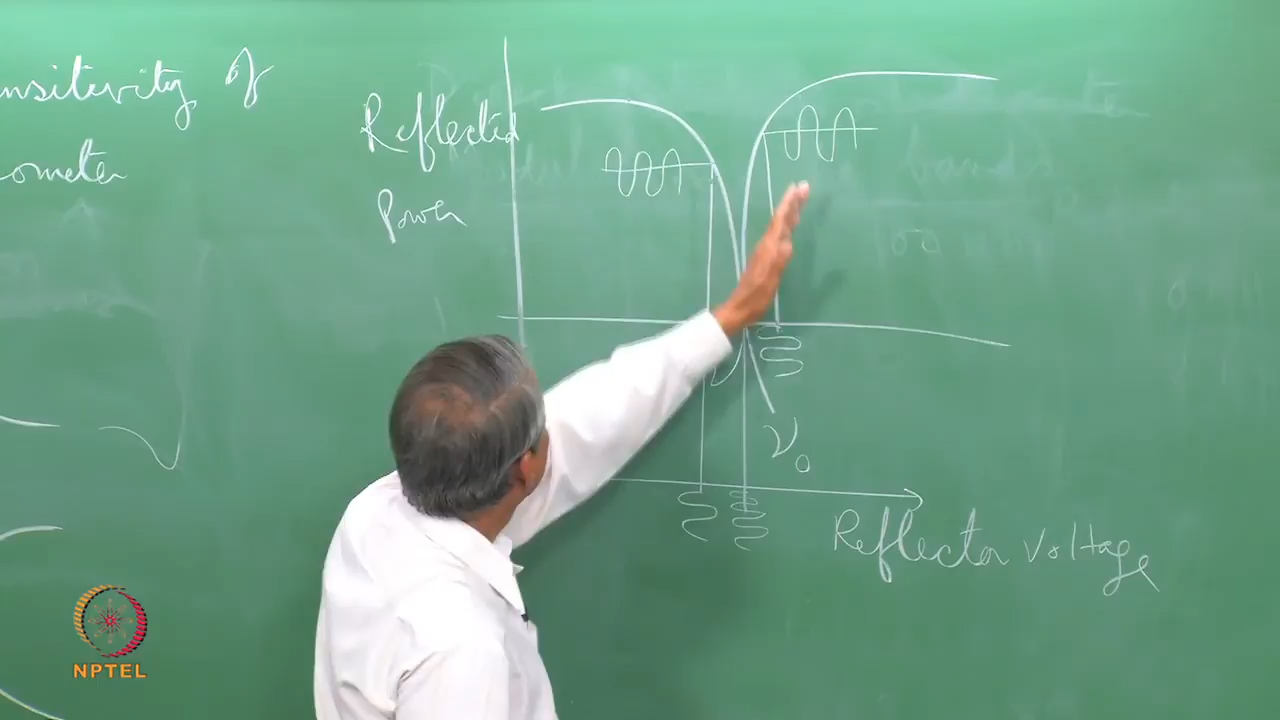 nsitivity of
ometer
Reflected
Power
ν₀
Reflector Voltage
NPTEL